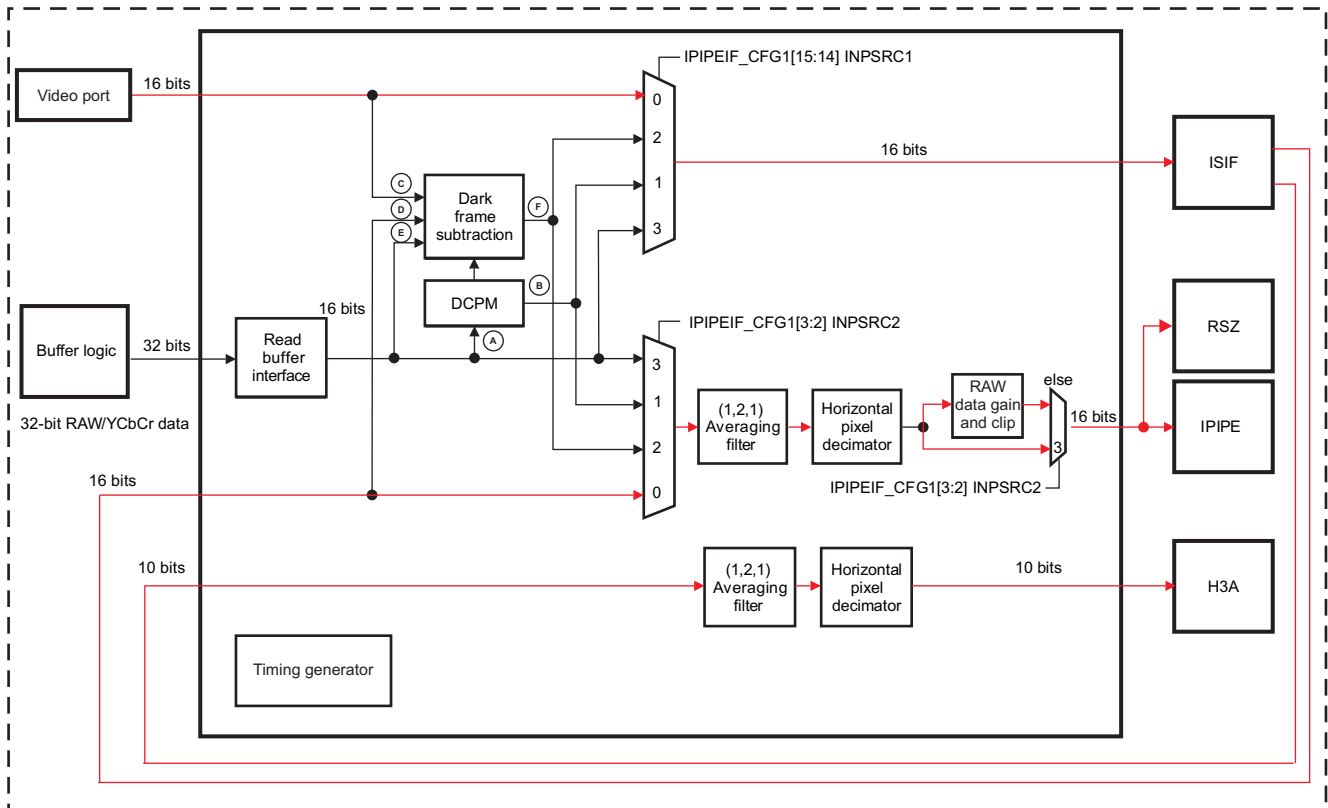 IPIPEIF_CFG1[15:14] INPSRC1
16 bits
Video port
0
2
16 bits
ISIF
1
C
Dark
frame
subtraction
D
F
E
3
DCPM
B
16 bits
A
IPIPEIF_CFG1[3:2] INPSRC2
RSZ
Buffer logic
32 bits
Read
buffer
interface
3
32-bit RAW/YCbCr data
1
(1,2,1)
Averaging
filter
Horizontal
pixel
decimator
RAW
data gain
and clip
else
16 bits
IPIPE
2
3
16 bits
0
IPIPEIF_CFG1[3:2] INPSRC2
10 bits
(1,2,1)
Averaging
filter
Horizontal
pixel
decimator
10 bits
H3A
Timing generator